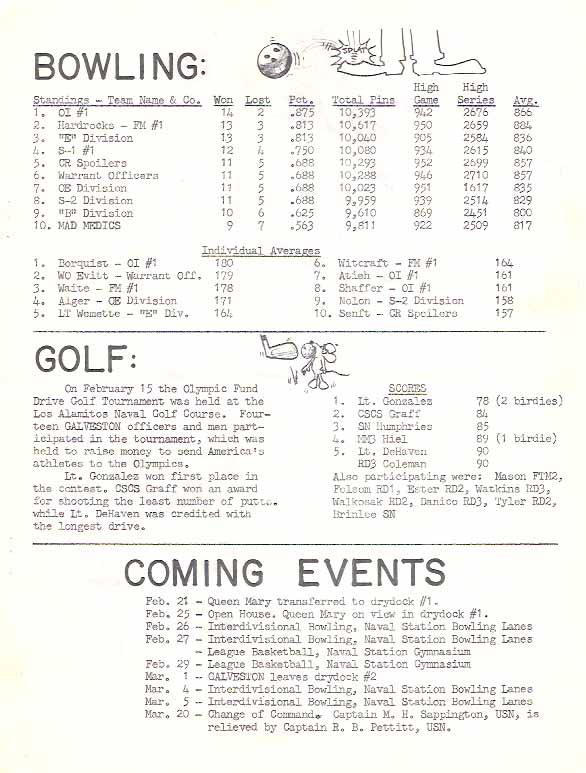 BOWLING:
SPLAT
High High
Standings - Team Name & Co. Won Lost Pct. Total Pins Game Series Avg.
1. OI #1 14 2 .875 10,393 942 2676 866
2. Hardrocks - FM #1 13 3 .813 10,617 950 2659 884
3. "E" Division 13 3 .813 10,040 905 2584 836
4. S-1 #1 12 4 .750 10,080 934 2615 840
5. CR Spoilers 11 5 .688 10,293 952 2699 857
6. Warrant Officers 11 5 .688 10,288 946 2710 857
7. OE Division 11 5 .688 10,023 951 1617 835
8. S-2 Division 11 5 .688 9,959 939 2514 829
9. "B" Division 10 6 .625 9,610 869 2451 800
10. MAD MEDICS 9 7 .563 9,811 922 2509 817
Individual Averages
1. Borquist - OI #1 180
2. WO Evitt - Warrant Off. 179
3. Waite - FM #1 178
4. Alger - OE Division 171
5. LT Wemette - "E" Div. 164
6. Witcraft - FM #1 164
7. Atieh - OI #1 161
8. Shaffer - OI #1 161
9. Nolon - S-2 Division 158
10. Senft - CR Spoilers 157
GOLF:
On February 15 the Olympic Fund
Drive Golf Tournament was held at the
Los Alamitos Naval Golf Course. Four-
teen GALVESTON officers and men part-
icipated in the tournament, which was
held to raise money to send America's
athletes to the Olympics.
Lt. Gonzalez won first place in
the contest. CSCS Graff won an award
for shooting the least number of putts.
while Lt. DeHaven was credited with
the longest drive.
SCORES
1. Lt. Gonzalez 78 (2 birdies)
2. CSCS Graff 84
3. SN Humphries 85
4. MM3 Hiel 89 (1 birdie)
5. Lt. DeHaven 90
RD3 Coleman 90
Also participating were: Mason FTM2,
Folsom RD1, Ester RD2, Watkins RD3,
Walkosak RD2, Danico RD3, Tyler RD2,
Brinlee SN
COMING EVENTS
Feb. 21 - Queen Mary transferred to drydock #1.
Feb. 25 - Open House. Queen Mary on view in drydock #1.
Feb. 26 - Interdivisional Bowling, Naval Station Bowling Lanes
Feb. 27 - Interdivisional Bowling, Naval Station Bowling Lanes
- League Basketball, Naval Station Gymnasium
Feb. 29 - League Basketball, Naval Station Gymnasium
Mar. 1 - GALVESTON leaves drydock #2
Mar. 4 - Interdivisional Bowling, Naval Station Bowling Lanes
Mar. 5 - Interdivisional Bowling, Naval Station Bowling Lanes
Mar. 20 - Change of Command. Captain M. H. Sappington, USN, is
relieved by Captain R. B. Pettitt, USN.